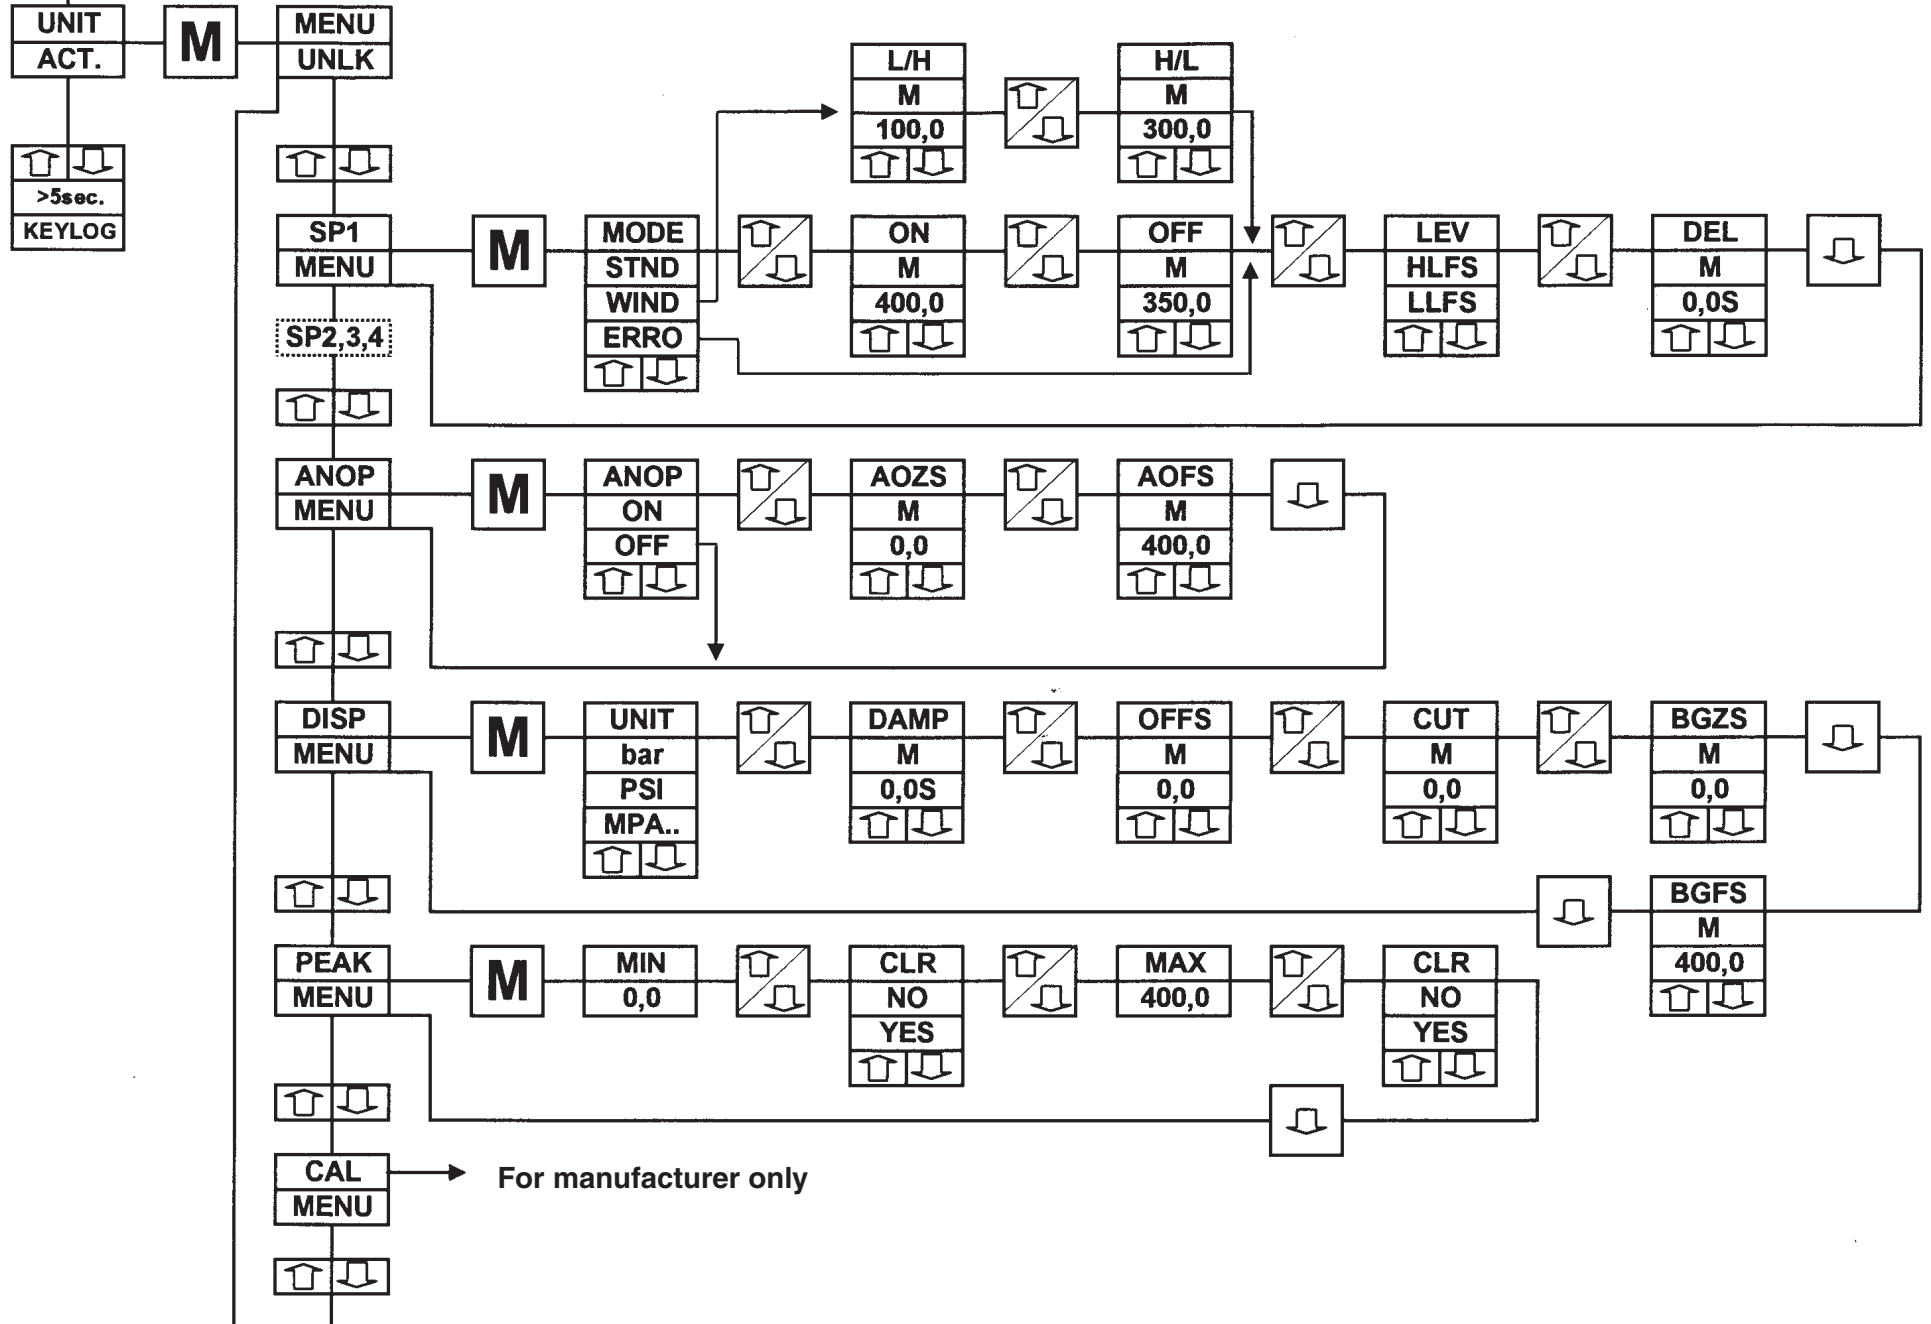 UNIT
ACT.
M
MENU
UNLK
>5sec.
KEYLOG
L/H
M
100,0
H/L
M
300,0
SP1
MENU
M
MODE
STND
WIND
ERRO
ON
M
400,0
OFF
M
350,0
LEV
HLFS
LLFS
DEL
M
0,0S
SP2,3,4
ANOP
MENU
M
ANOP
ON
OFF
AOZS
M
0,0
AOFS
M
400,0
DISP
MENU
M
UNIT
bar
PSI
MPA..
DAMP
M
0,0S
OFFS
M
0,0
CUT
M
0,0
BGZS
M
0,0
BGFS
M
400,0
PEAK
MENU
M
MIN
0,0
CLR
NO
YES
MAX
400,0
CLR
NO
YES
CAL
MENU
For manufacturer only